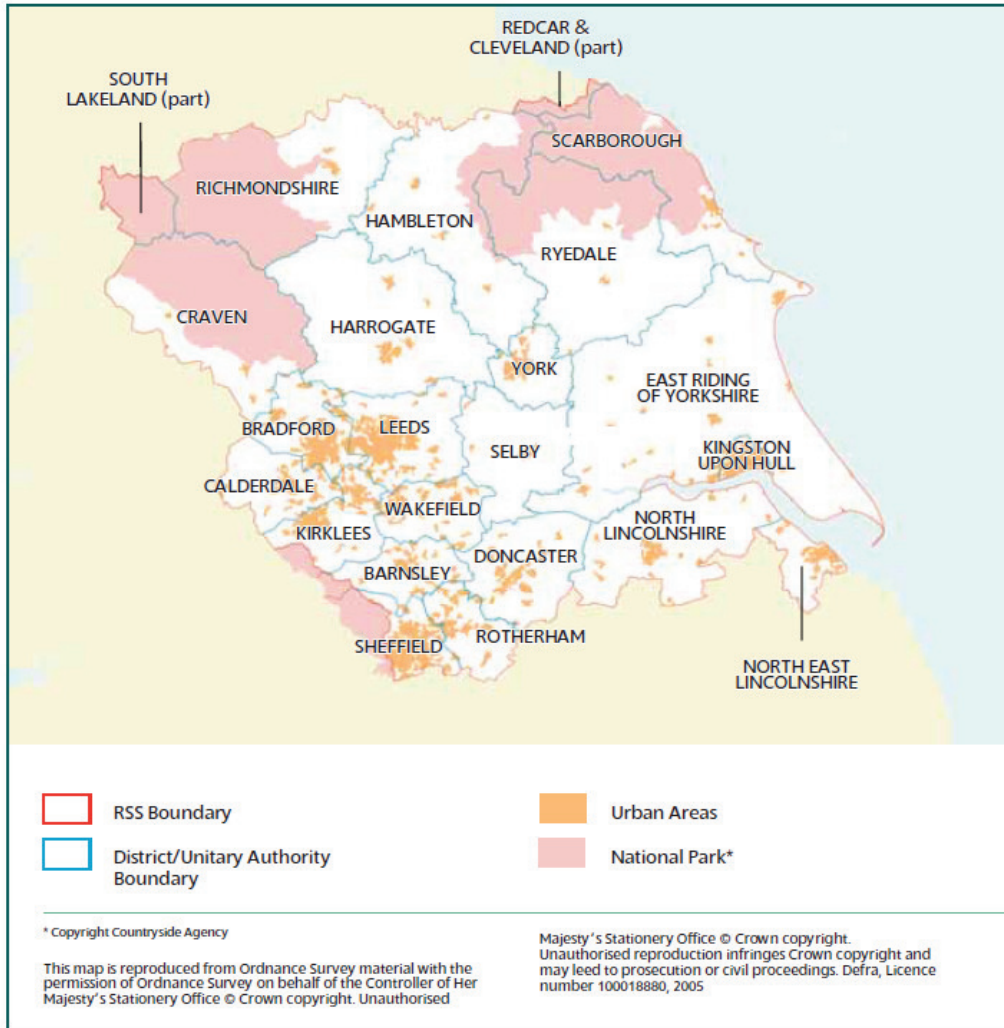 REDCAR &
CLEVELAND (part)
SOUTH
LAKELAND (part)
SCARBOROUGH
RICHMONDSHIRE
HAMBLETON
RYEDALE
CRAVEN
HARROGATE
YORK
EAST RIDING
OF YORKSHIRE
BRADFORD
LEEDS
SELBY
KINGSTON
UPON HULL
CALDERDALE
WAKEFIELD
NORTH
LINCOLNSHIRE
KIRKLEES
DONCASTER
BARNSLEY
ROTHERHAM
SHEFFIELD
NORTH EAST
LINCOLNSHIRE
RSS Boundary
District/Unitary Authority
Boundary
Urban Areas
National Park*
* Copyright Countryside Agency
This map is reproduced from Ordnance Survey material with the
permission of Ordnance Survey on behalf of the Controller of Her
Majesty's Stationery Office © Crown copyright. Unauthorised
Majesty's Stationery Office © Crown copyright.
Unauthorised reproduction infringes Crown copyright and
may leed to prosecution or civil proceedings. Defra, Licence
number 100018880, 2005